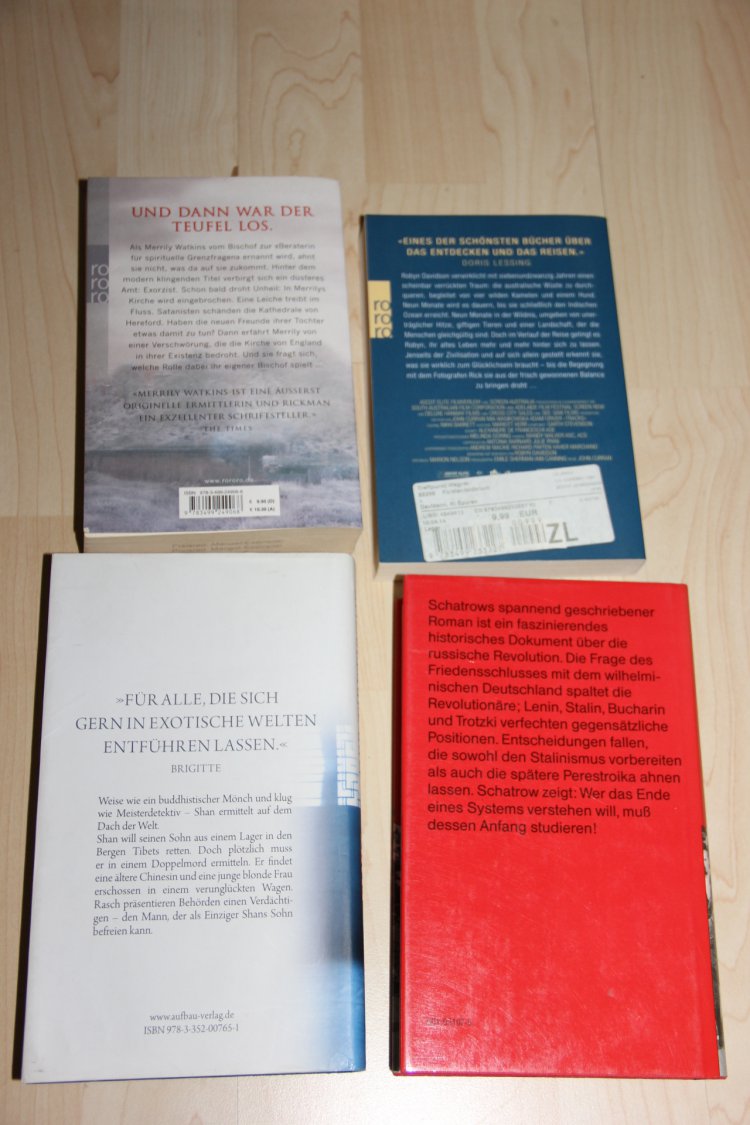 UND DANN WAR DER
TEUFEL LOS.
Als Merrily Watkins vom Bischof zur »Beraterin
für spirituelle Grenzfragen« ernannt wird, ahnt
sie nicht, was da auf sie zukommt. Hinter dem
modern klingenden Titel verbirgt sich ein düsteres
Amt: Exorzist. Schon bald droht Unheil: In Merrilys
Kirche wird eingebrochen. Eine Leiche treibt im
Fluss. Satanisten schänden die Kathedrale von
Hereford. Haben die neuen Freunde ihrer Tochter
etwas damit zu tun? Dann erfährt Merrily von
einer Verschwörung, die die Kirche von England
in ihrer Existenz bedroht. Und sie fragt sich,
welche Rolle dabei ihr eigener Bischof spielt ...
»MERRILY WATKINS IST EINE ÄUSSERST
ORIGINELLE ERMITTLERIN UND RICKMAN
EIN EXZELLENTER SCHRIFTSTELLER.«
THE TIMES
www.rororo.de
ro
ro
ro
»EINES DER SCHÖNSTEN BÜCHER ÜBER
DAS ENTDECKEN UND DAS REISEN.«
DORIS LESSING
Robyn Davidson verwirklicht mit siebenundzwanzig Jahren einen
scheinbar verrückten Traum: die australische Wüste zu durch-
queren, begleitet von vier wilden Kamelen und einem Hund.
Neun Monate wird es dauern, bis sie schließlich den Indischen
Ozean erreicht. Neun Monate in der Wildnis, umgeben von uner-
träglicher Hitze, giftigen Tieren und einer Landschaft, der die
Menschen gleichgültig sind. Doch im Verlauf der Reise gelingt es
Robyn, ihr altes Leben mehr und mehr hinter sich zu lassen.
Jenseits der Zivilisation und auf sich allein gestellt erkennt sie,
was sie wirklich zum Glücklichsein braucht – bis die Begegnung
mit dem Fotografen Rick sie aus der frisch gewonnenen Balance
zu bringen droht ...
ro
ro
ro
9,99 EUR
ZL
»FÜR ALLE, DIE SICH
GERN IN EXOTISCHE WELTEN
ENTFÜHREN LASSEN.«
BRIGITTE
Weise wie ein buddhistischer Mönch und klug
wie Meisterdetektiv – Shan ermittelt auf dem
Dach der Welt.
Shan will seinen Sohn aus einem Lager in den
Bergen Tibets retten. Doch plötzlich muss
er in einem Doppelmord ermitteln. Er findet
eine ältere Chinesin und eine junge blonde Frau
erschossen in einem verunglückten Wagen.
Rasch präsentieren Behörden einen Verdächti-
gen – den Mann, der als Einziger Shans Sohn
befreien kann.
www.aufbau-verlag.de
ISBN 978-3-352-00765-1
Schatrows spannend geschriebener
Roman ist ein faszinierendes
historisches Dokument über die
russische Revolution. Die Frage des
Friedensschlusses mit dem wilhelmi-
nischen Deutschland spaltet die
Revolutionäre; Lenin, Stalin, Bucharin
und Trotzki verfechten gegensätzliche
Positionen. Entscheidungen fallen,
die sowohl den Stalinismus vorbereiten
als auch die spätere Perestroika ahnen
lassen. Schatrow zeigt: Wer das Ende
eines Systems verstehen will, muß
dessen Anfang studieren!